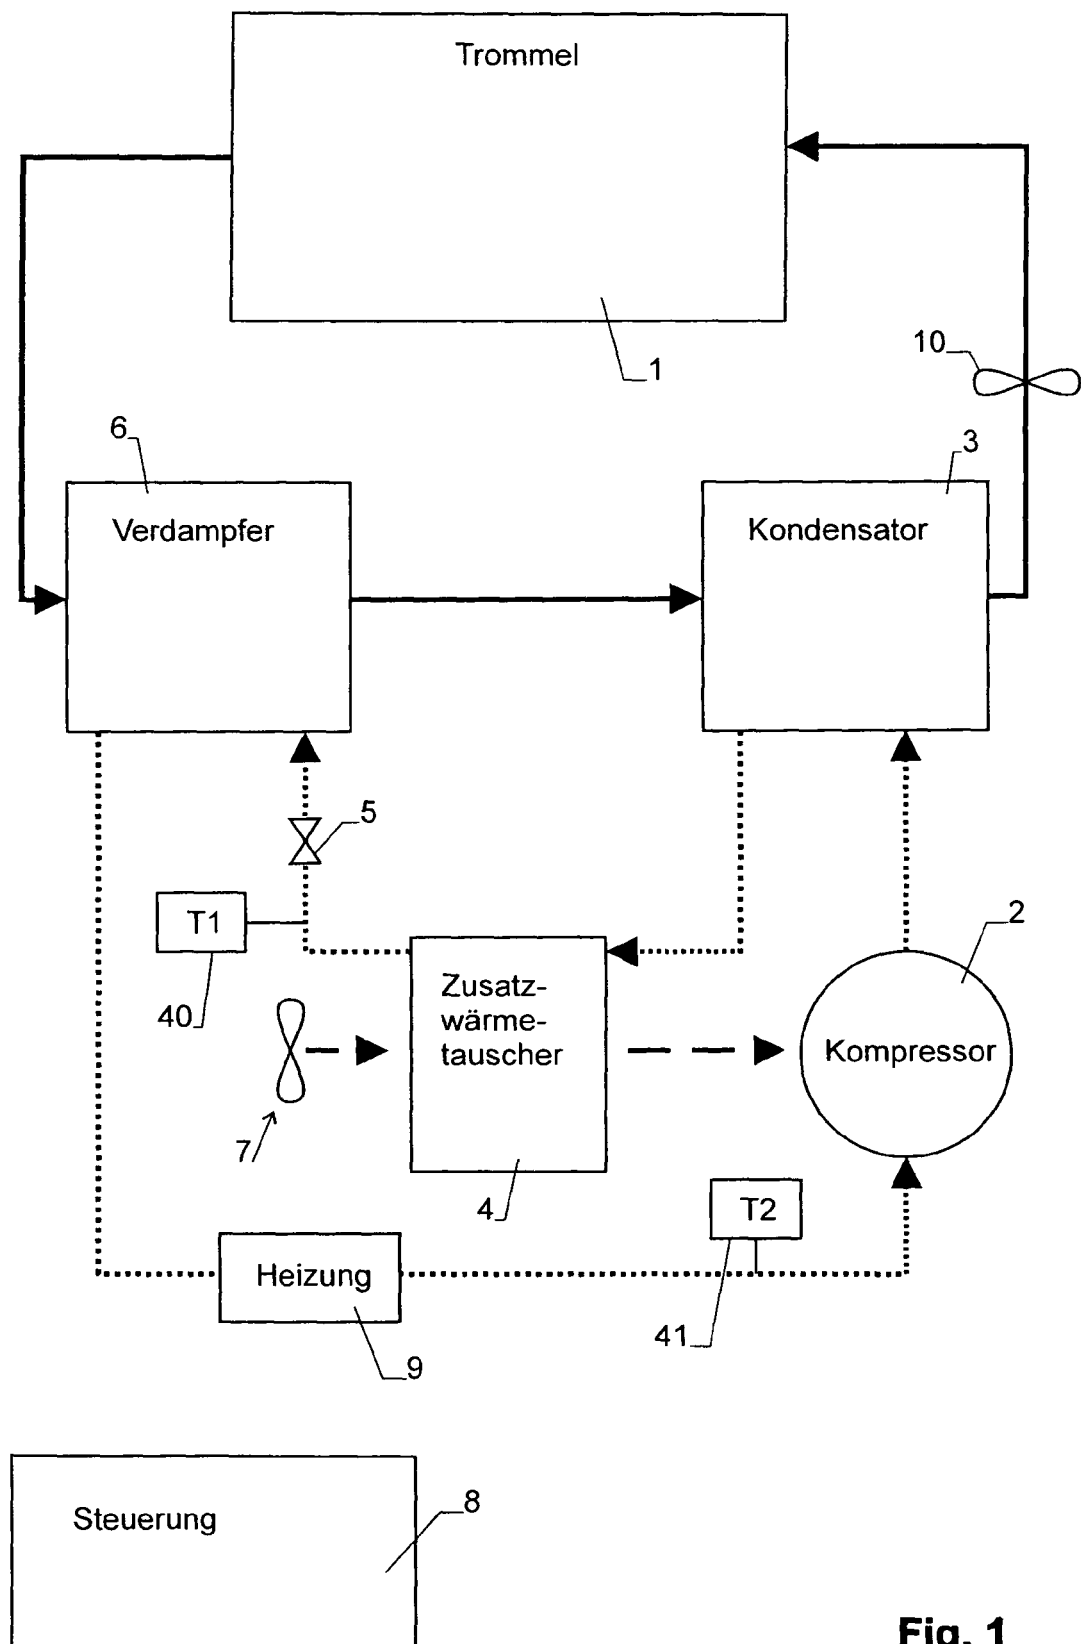 Trommel
1
10
6
3
Verdampfer
Kondensator
5
T1
2
40
Zusatz-
wärme-
tauscher
Kompressor
7
4
T2
Heizung
41
9
Steuerung
8
Fig. 1